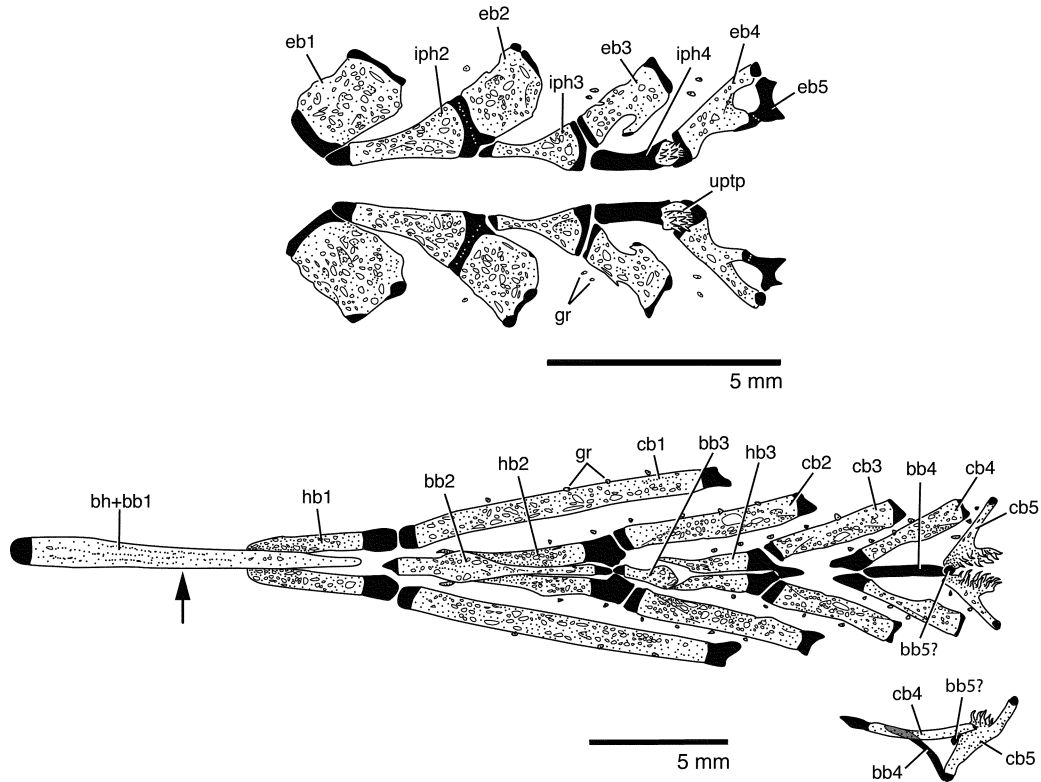 eb1
iph2
eb2
iph3
eb3
iph4
eb4
eb5
uptp
gr
5 mm
bh+bb1
hb1
bb2
hb2
gr
cb1
bb3
hb3
cb2
cb3
bb4
cb4
cb5
bb5?
5 mm
cb4
bb5?
bb4
cb5